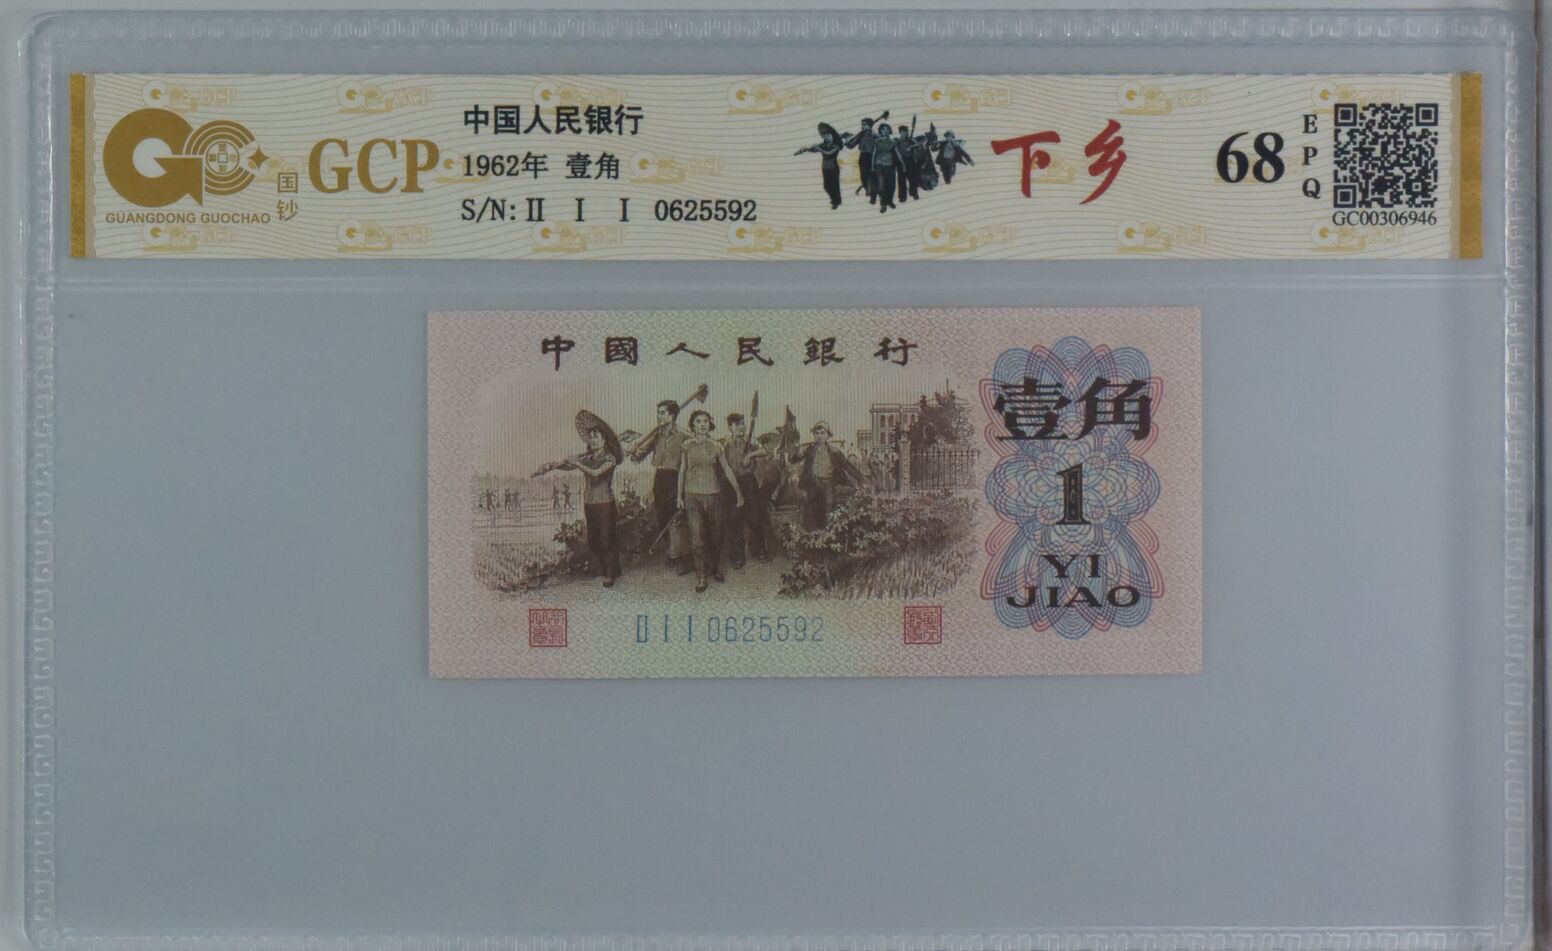 GUANGDONG GUOCHAO
国钞
GCP
中国人民银行
1962年 壹角
S/N: II I I 0625592
下乡
68
EPQ
GC00306946
中國人民銀行
壹角
1
YI
JIAO
II I I 0625592